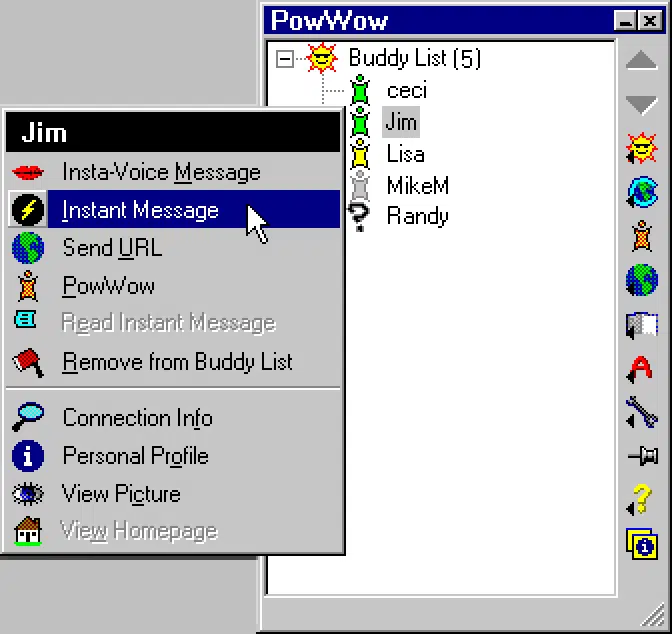 PowWow
Buddy List (5)
ceci
Jim
Lisa
MikeM
Randy
Jim
Insta-Voice Message
Instant Message
Send URL
PowWow
Read Instant Message
Remove from Buddy List
Connection Info
Personal Profile
View Picture
View Homepage